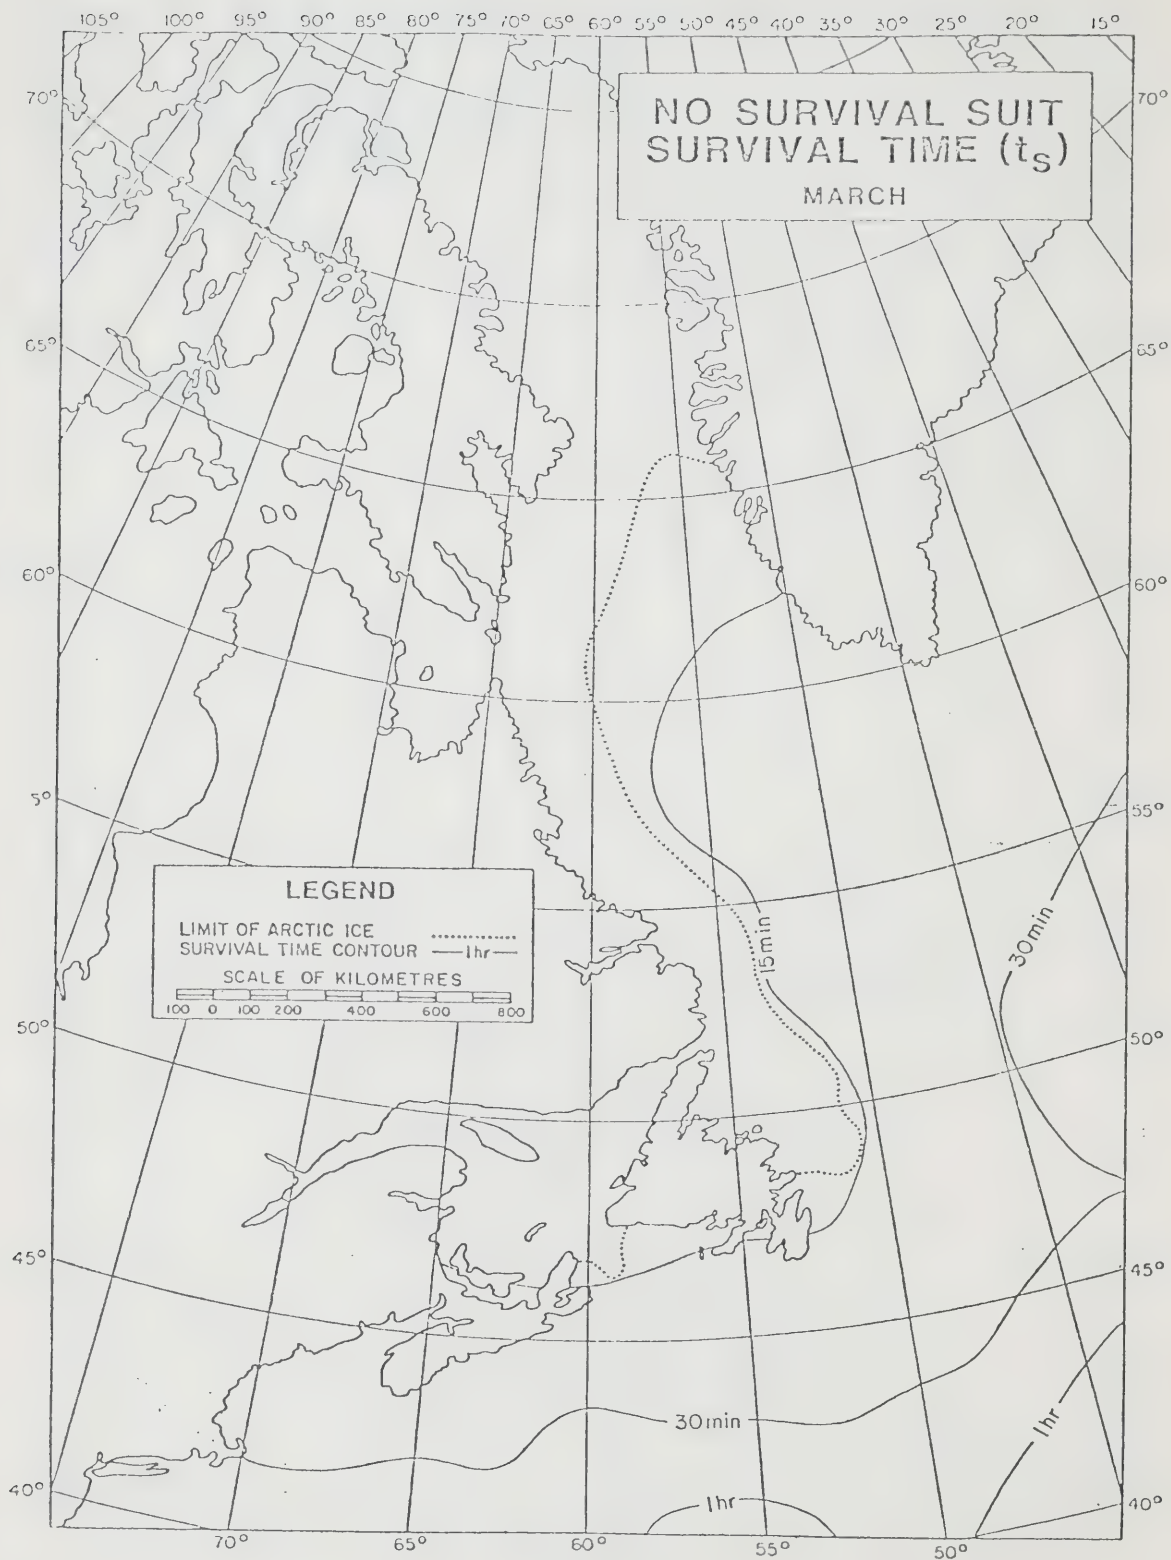 105° 100° 95° 90° 85° 80° 75° 70° 65° 60° 55° 50° 45° 40° 35° 30° 25° 20° 15°
NO SURVIVAL SUIT
SURVIVAL TIME (ts)
MARCH
70° 70°
65° 65°
60° 60°
5° 55°
LEGEND
LIMIT OF ARCTIC ICE
SURVIVAL TIME CONTOUR 1hr
SCALE OF KILOMETRES
100 0 100 200 400 600 800
15min
30min
50° 50°
45° 45°
30min
1hr
1hr
40° 40°
70° 65° 55° 50°